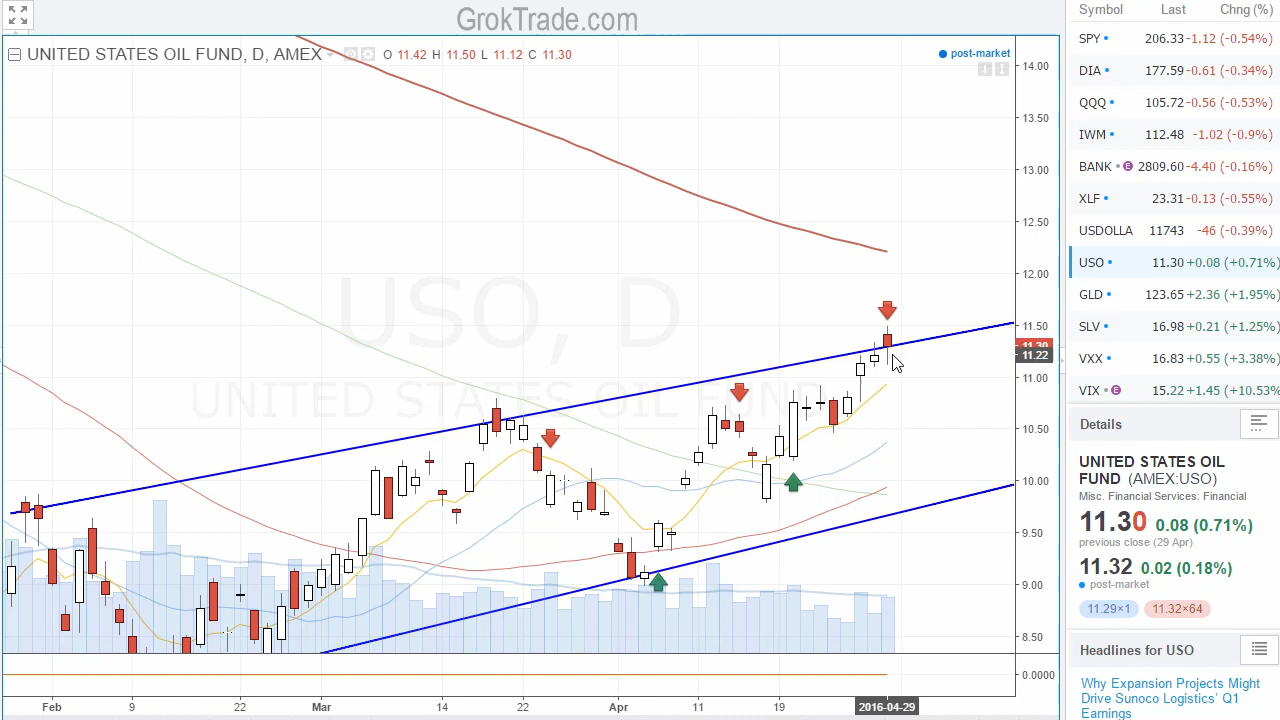 GrokTrade.com
UNITED STATES OIL FUND, D, AMEX O 11.42 H 11.50 L 11.12 C 11.30
post-market
14.00
13.50
13.00
12.50
12.00
11.50
11.30
11.22
11.00
10.50
10.00
9.50
9.00
8.50
0.0000
USO, D
UNITED STATES OIL FUND
Feb 9 22 Mar 14 22 Apr 11 19 2016-04-29
Symbol Last Chng (%)
SPY 206.33 -1.12 (-0.54%)
DIA 177.59 -0.61 (-0.34%)
QQQ 105.72 -0.56 (-0.53%)
IWM 112.48 -1.02 (-0.9%)
BANK E 2809.60 -4.40 (-0.16%)
XLF 23.31 -0.13 (-0.55%)
USDOLLA 11743 -46 (-0.39%)
USO 11.30 +0.08 (+0.71%)
GLD 123.65 +2.36 (+1.95%)
SLV 16.98 +0.21 (+1.25%)
VXX 16.83 +0.55 (+3.38%)
VIX E 15.22 +1.45 (+10.53%)
Details
UNITED STATES OIL
FUND (AMEX:USO)
Misc. Financial Services: Financial
11.30 0.08 (0.71%)
previous close (29 Apr)
11.32 0.02 (0.18%)
post-market
11.29×1 11.32×64
Headlines for USO
Why Expansion Projects Might
Drive Sunoco Logistics' Q1
Earnings